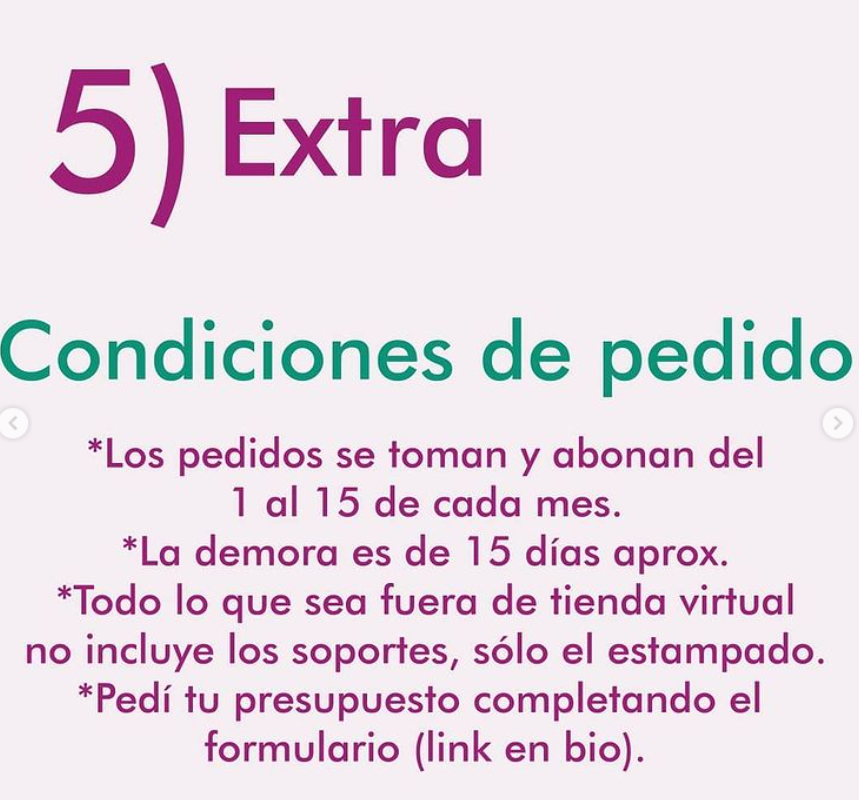 5) Extra
Condiciones de pedido
*Los pedidos se toman y abonan del
1 al 15 de cada mes.
*La demora es de 15 días aprox.
*Todo lo que sea fuera de tienda virtual
no incluye los soportes, sólo el estampado.
*Pedí tu presupuesto completando el
formulario (link en bio).